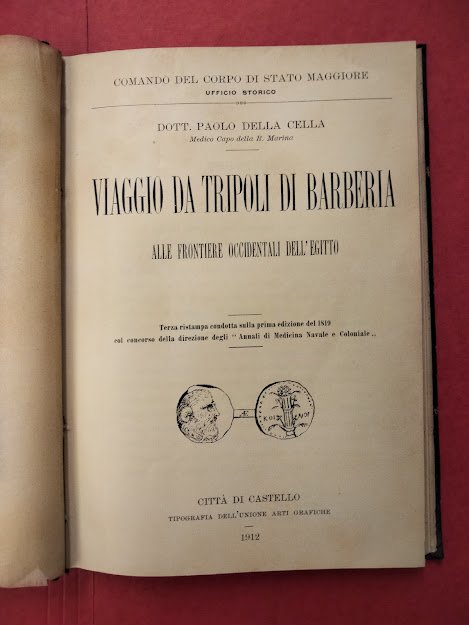 COMANDO DEL CORPO DI STATO MAGGIORE
UFFICIO STORICO
DOTT. PAOLO DELLA CELLA
Medico Capo della R. Marina
VIAGGIO DA TRIPOLI DI BARBERIA
ALLE FRONTIERE OCCIDENTALI DELL'EGITTO
Terza ristampa condotta sulla prima edizione del 1819
col concorso della direzione degli " Annali di Medicina Navale e Coloniale „
Æ
CITTÀ DI CASTELLO
TIPOGRAFIA DELL'UNIONE ARTI GRAFICHE
1912